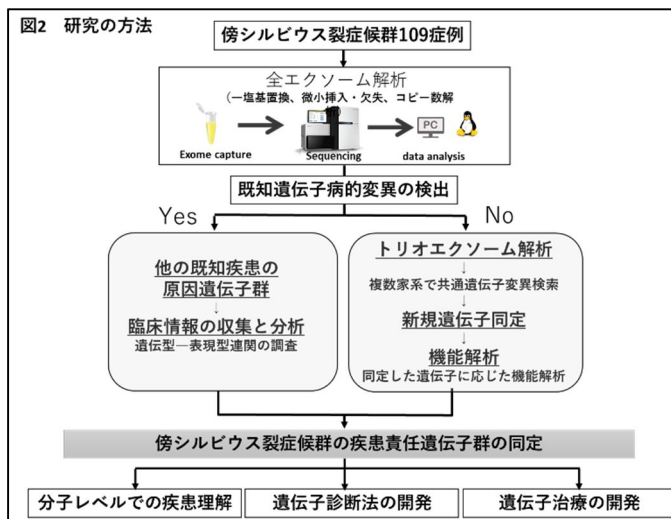 図2 研究の方法
傍シルビウス裂症候群109症例
全エクソーム解析
(一塩基置換、微小挿入・欠失、コピー数解
PC
Exome capture
Sequencing
data analysis
既知遺伝子病的変異の検出
Yes
No
他の既知疾患の
原因遺伝子群
↓
臨床情報の収集と分析
遺伝型―表現型連関の調査
トリオエクソーム解析
↓
複数家系で共通遺伝子変異検索
↓
新規遺伝子同定
↓
機能解析
同定した遺伝子に応じた機能解析
傍シルビウス裂症候群の疾患責任遺伝子群の同定
分子レベルでの疾患理解
遺伝子診断法の開発
遺伝子治療の開発